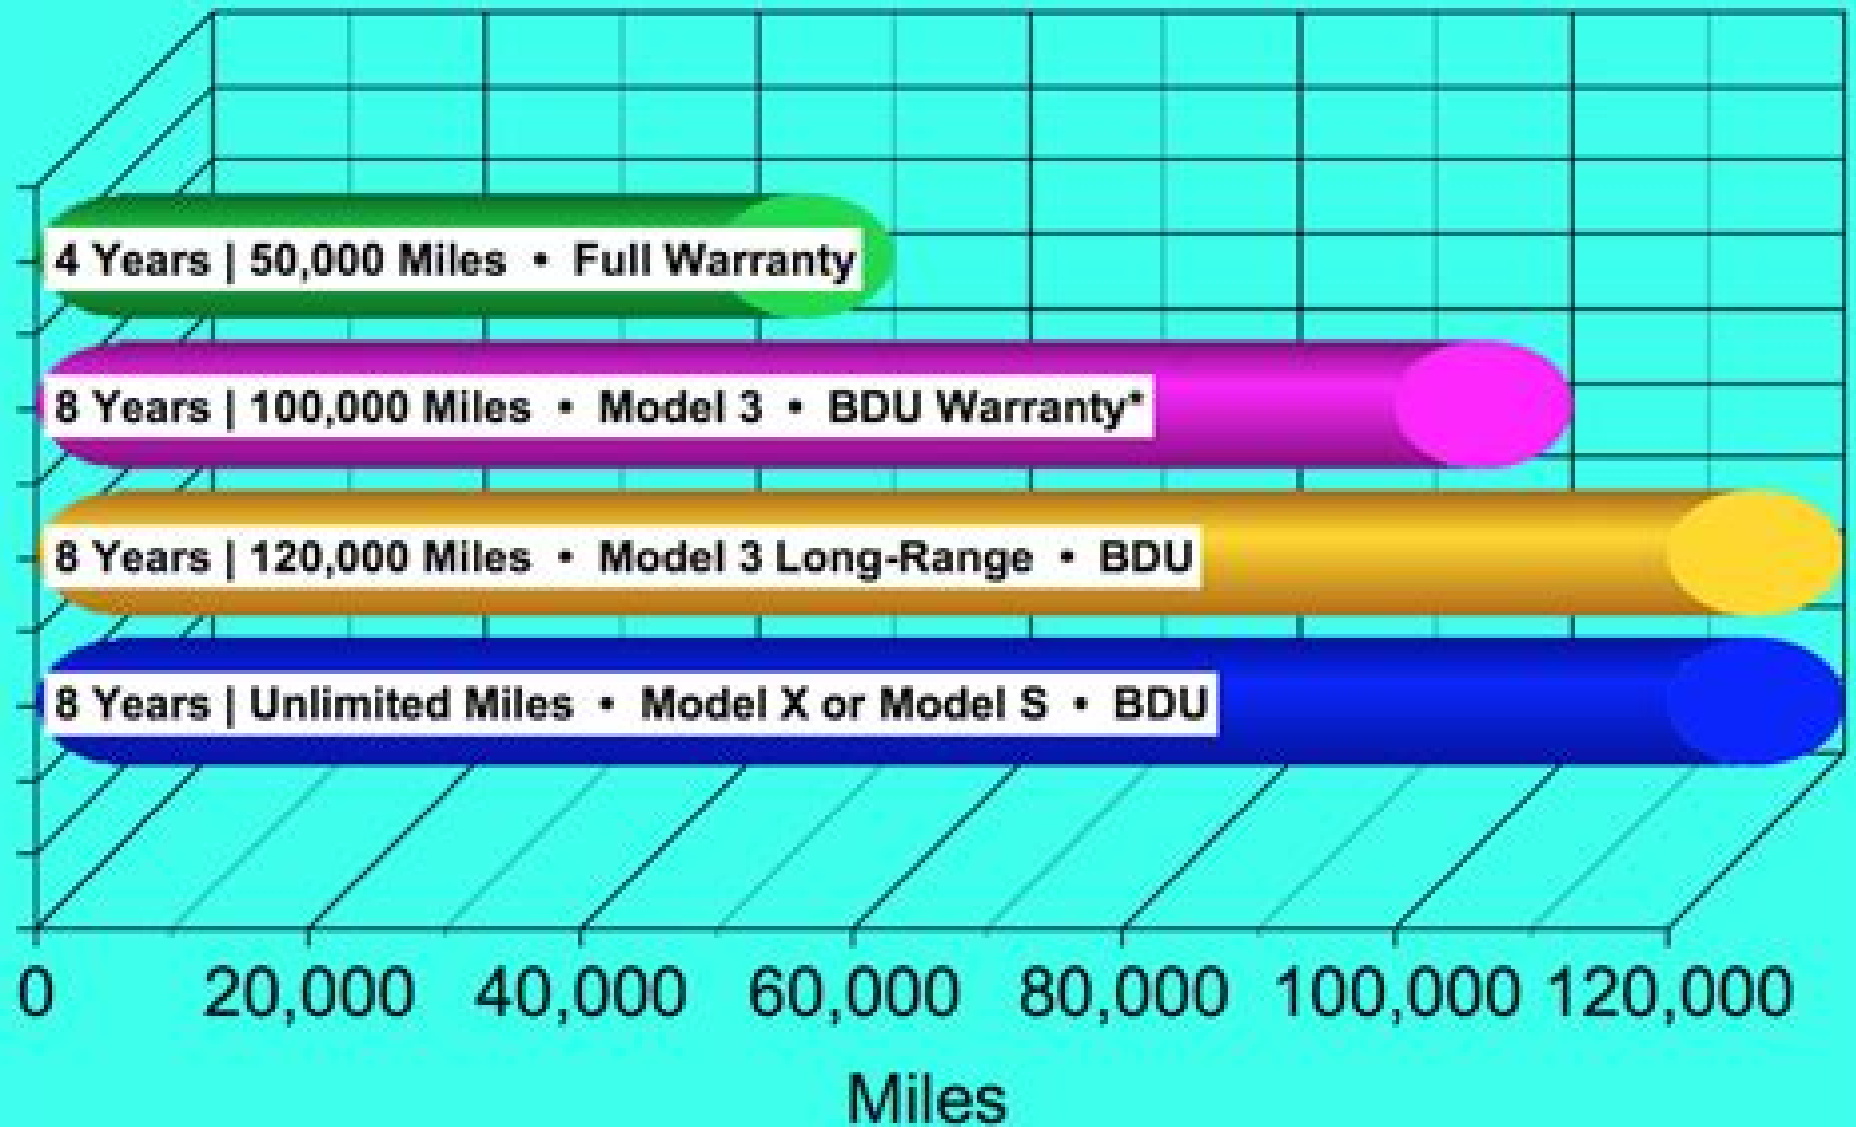 4 Years | 50,000 Miles • Full Warranty
8 Years | 100,000 Miles • Model 3 • BDU Warranty*
8 Years | 120,000 Miles • Model 3 Long-Range • BDU
8 Years | Unlimited Miles • Model X or Model S • BDU
0 20,000 40,000 60,000 80,000 100,000 120,000
Miles